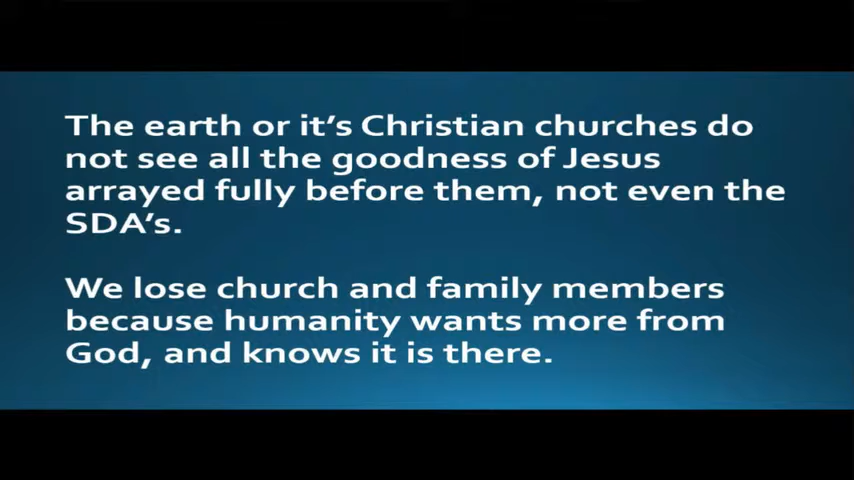 The earth or it's Christian churches do
not see all the goodness of Jesus
arrayed fully before them, not even the
SDA's.
We lose church and family members
because humanity wants more from
God, and knows it is there.